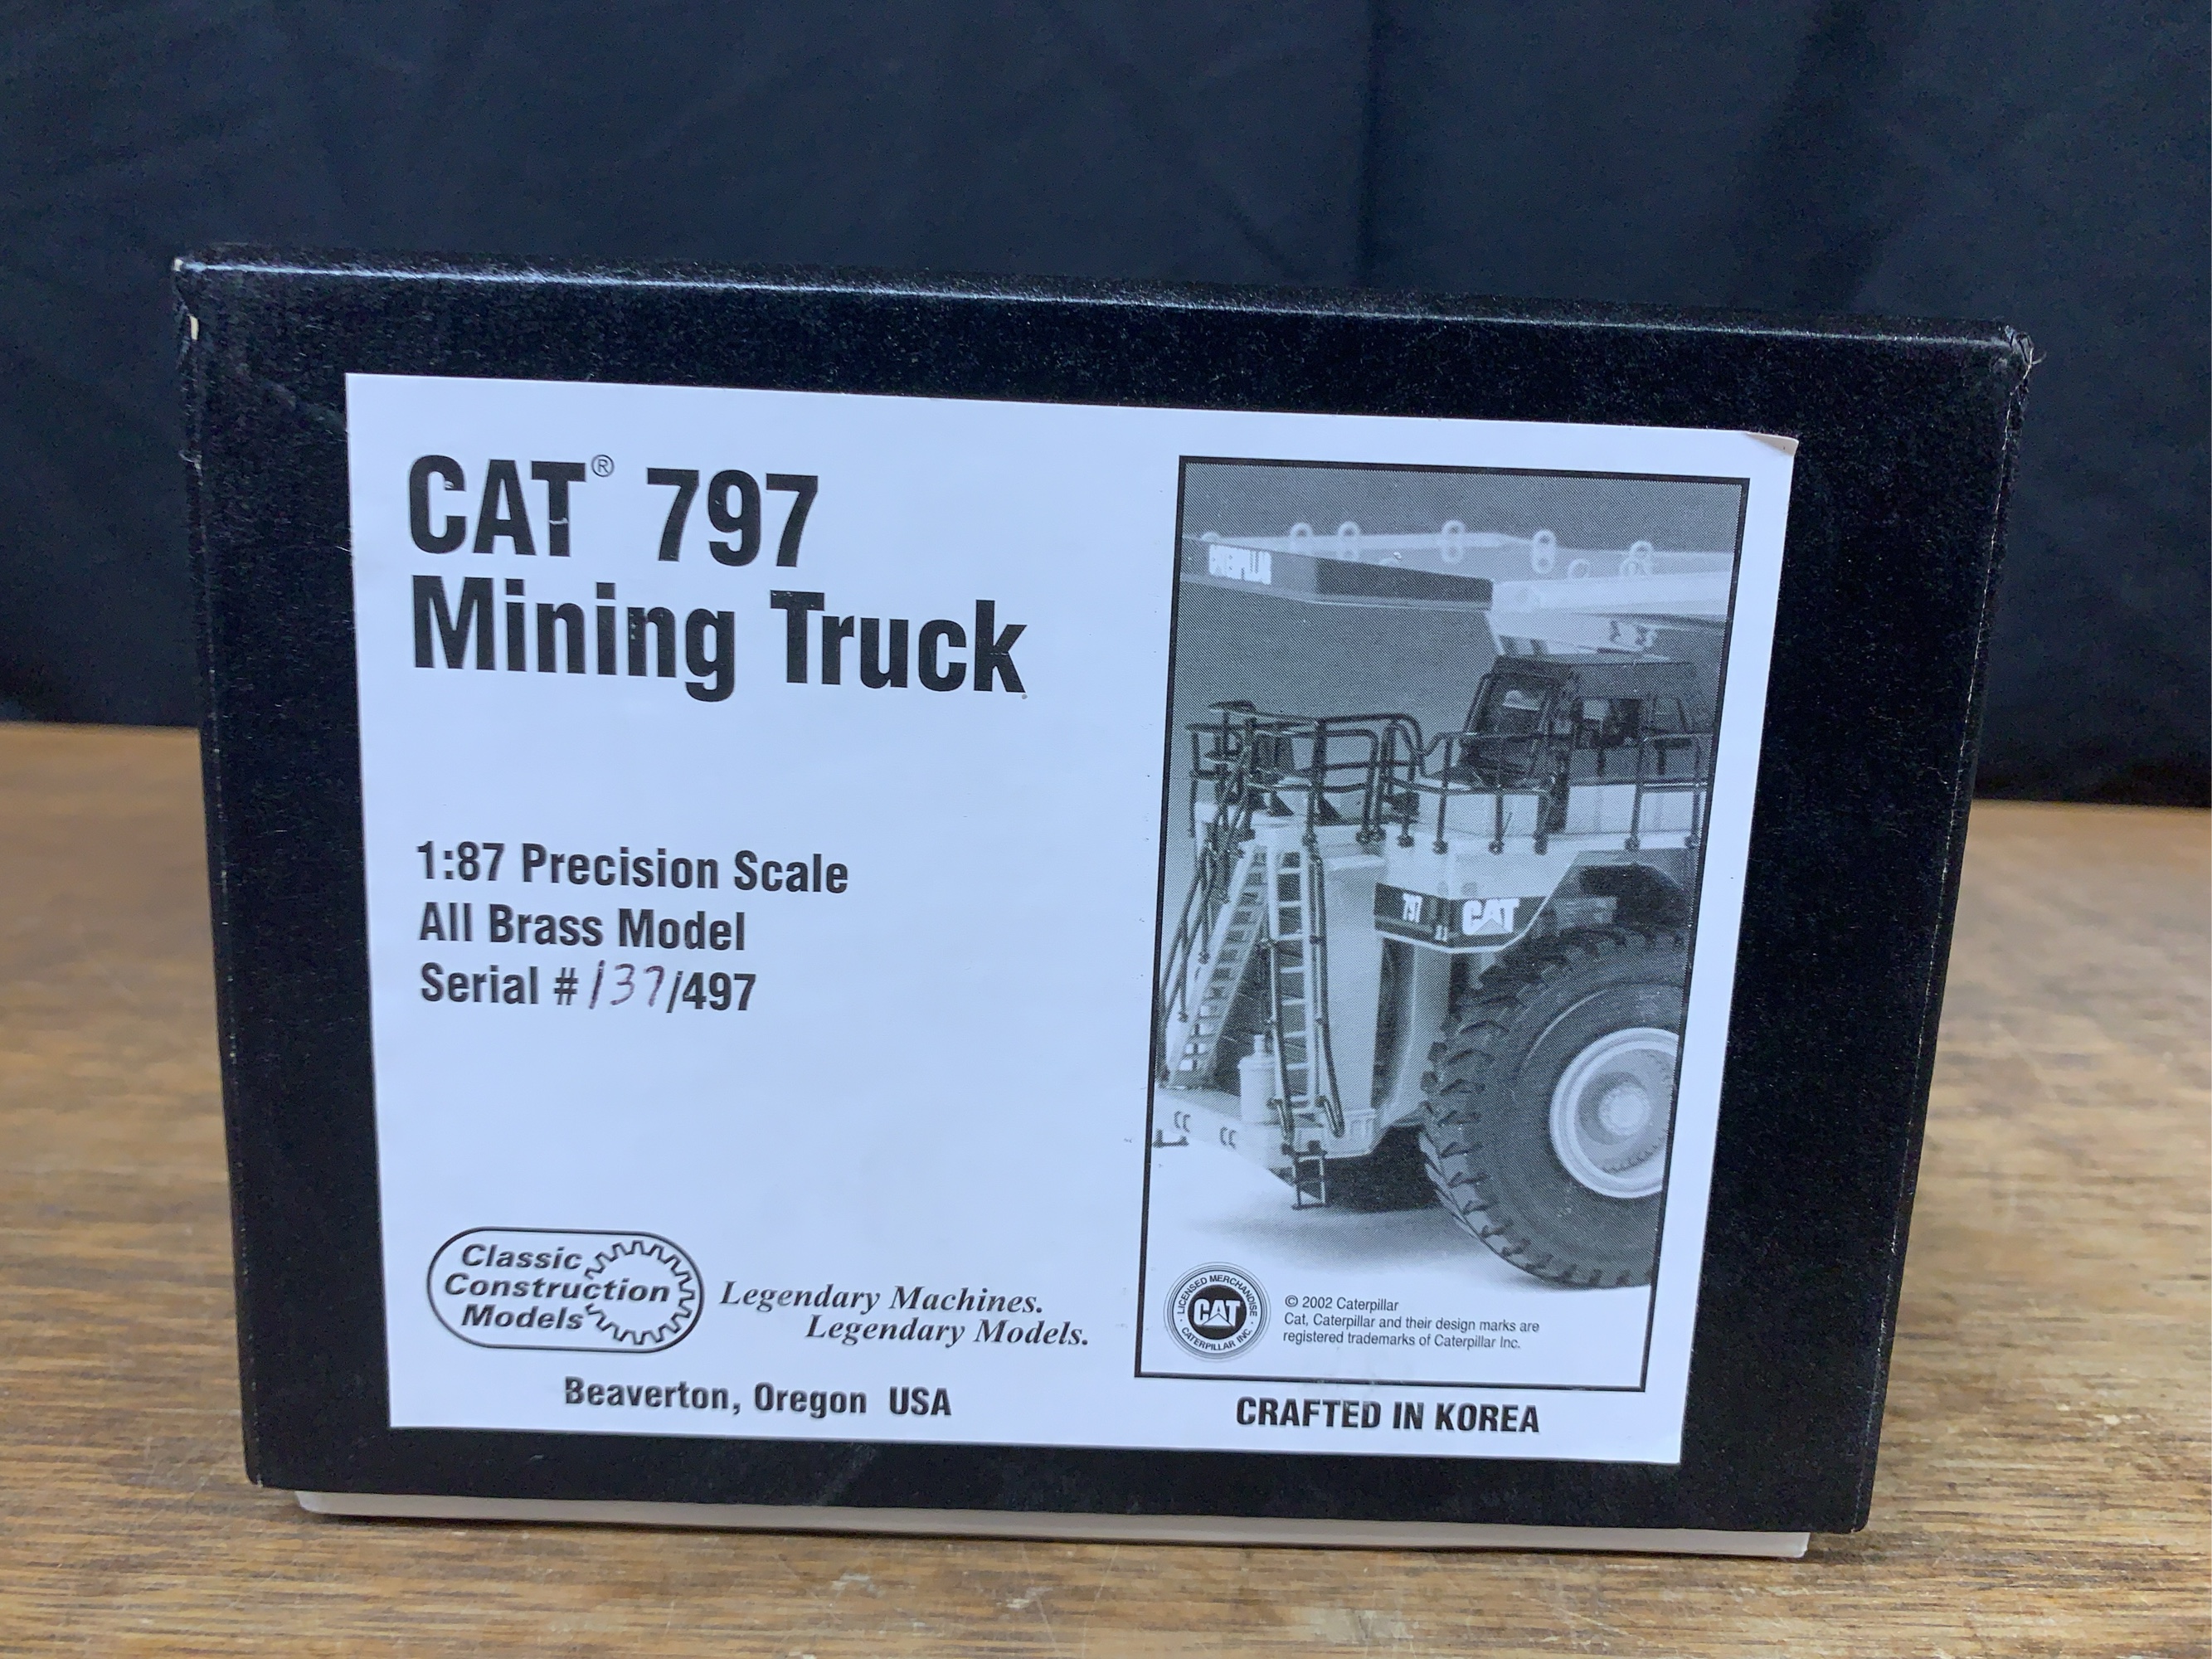 CAT® 797
Mining Truck
1:87 Precision Scale
All Brass Model
Serial # 137/497
Classic
Construction
Models
Legendary Machines.
Legendary Models.
Beaverton, Oregon USA
797 CAT
LICENSED MERCHANDISE
CAT
CATERPILLAR INC.
© 2002 Caterpillar
Cat, Caterpillar and their design marks are
registered trademarks of Caterpillar Inc.
CRAFTED IN KOREA